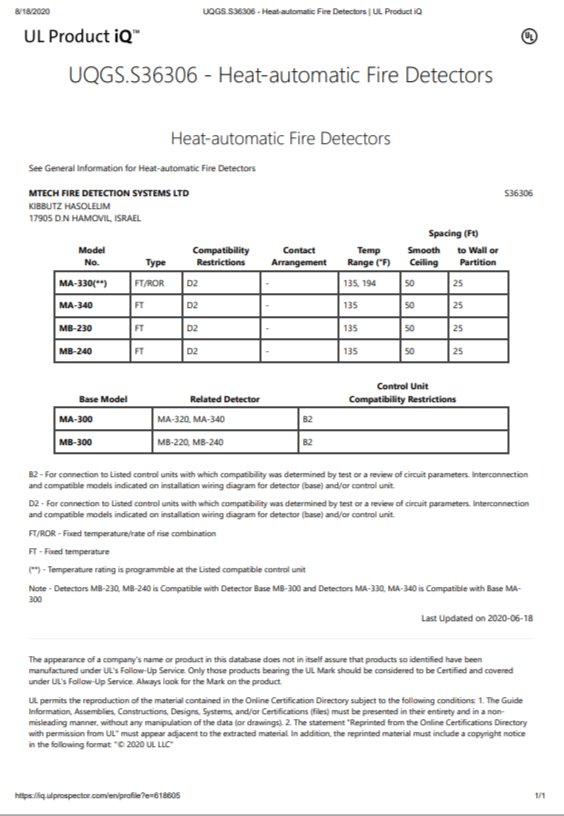 8/18/2020 UQGS.S36306 - Heat-automatic Fire Detectors | UL Product iQ
UL Product iQ™
UL
UQGS.S36306 - Heat-automatic Fire Detectors
Heat-automatic Fire Detectors
See General Information for Heat-automatic Fire Detectors
MTECH FIRE DETECTION SYSTEMS LTD S36306
KIBBUTZ HASOLELIM
17905 D.N HAMOVIL, ISRAEL
Spacing (Ft)
Model Compatibility Contact Temp Smooth to Wall or
No. Type Restrictions Arrangement Range (°F) Ceiling Partition
MA-330(**) FT/ROR D2 - 135, 194 50 25
MA-340 FT D2 - 135 50 25
MB-230 FT D2 - 135 50 25
MB-240 FT D2 - 135 50 25
Control Unit
Base Model Related Detector Compatibility Restrictions
MA-300 MA-320, MA-340 B2
MB-300 MB-220, MB-240 B2
B2 - For connection to Listed control units with which compatibility was determined by test or a review of circuit parameters. Interconnection
and compatible models indicated on installation wiring diagram for detector (base) and/or control unit.
D2 - For connection to Listed control units with which compatibility was determined by test or a review of circuit parameters. Interconnection
and compatible models indicated on installation wiring diagram for detector (base) and/or control unit.
FT/ROR - Fixed temperature/rate of rise combination
FT - Fixed temperature
(**) - Temperature rating is programmble at the Listed compatible control unit
Note - Detectors MB-230, MB-240 is Compatible with Detector Base MB-300 and Detectors MA-330, MA-340 is Compatible with Base MA-
300
Last Updated on 2020-06-18
The appearance of a company's name or product in this database does not in itself assure that products so identified have been
manufactured under UL's Follow-Up Service. Only those products bearing the UL Mark should be considered to be Certified and covered
under UL's Follow-Up Service. Always look for the Mark on the product.
UL permits the reproduction of the material contained in the Online Certification Directory subject to the following conditions: 1. The Guide
Information, Assemblies, Constructions, Designs, Systems, and/or Certifications (files) must be presented in their entirety and in a non-
misleading manner, without any manipulation of the data (or drawings). 2. The statement "Reprinted from the Online Certifications Directory
with permission from UL" must appear adjacent to the extracted material. In addition, the reprinted material must include a copyright notice
in the following format: "© 2020 UL LLC"
https://iq.ulprospector.com/en/profile?e=618605 1/1